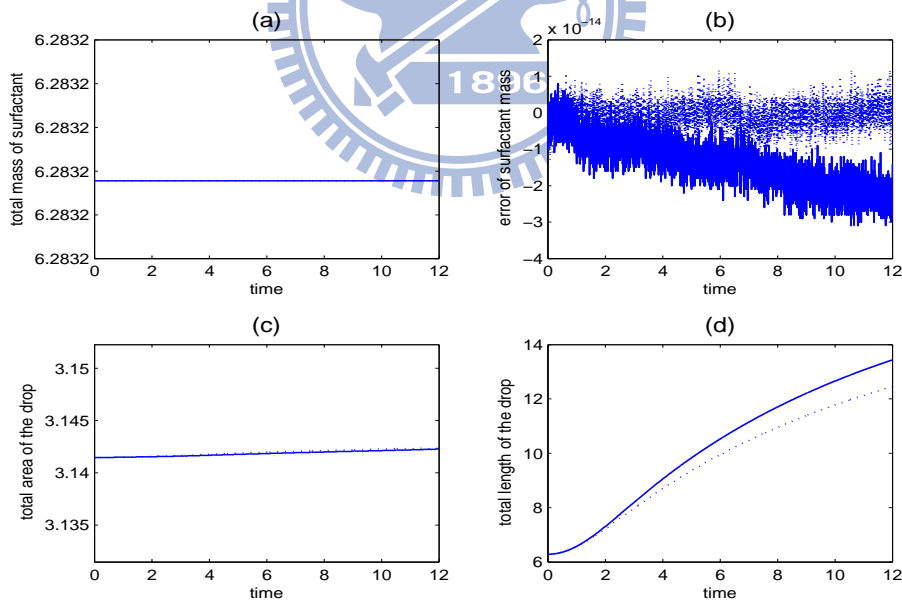 (a)
total mass of surfactant
6.2832
6.2832
6.2832
6.2832
6.2832
6.2832
0 2 4 6 8 10 12
time
(b)
x 10^−14
error of surfactant mass
2
1
0
−1
−2
−3
−4
0 2 4 6 8 10 12
time
1896
(c)
total area of the drop
3.15
3.145
3.14
3.135
0 2 4 6 8 10 12
time
(d)
total length of the drop
14
12
10
8
6
0 2 4 6 8 10 12
time